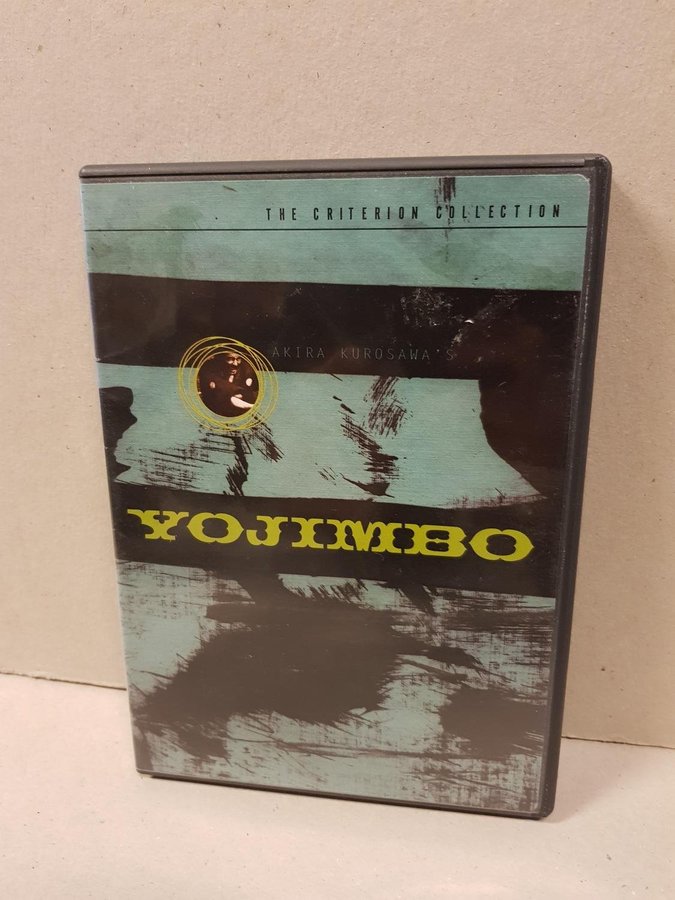 THE CRITERION COLLECTION
AKIRA KUROSAWA'S
YOJIMBO